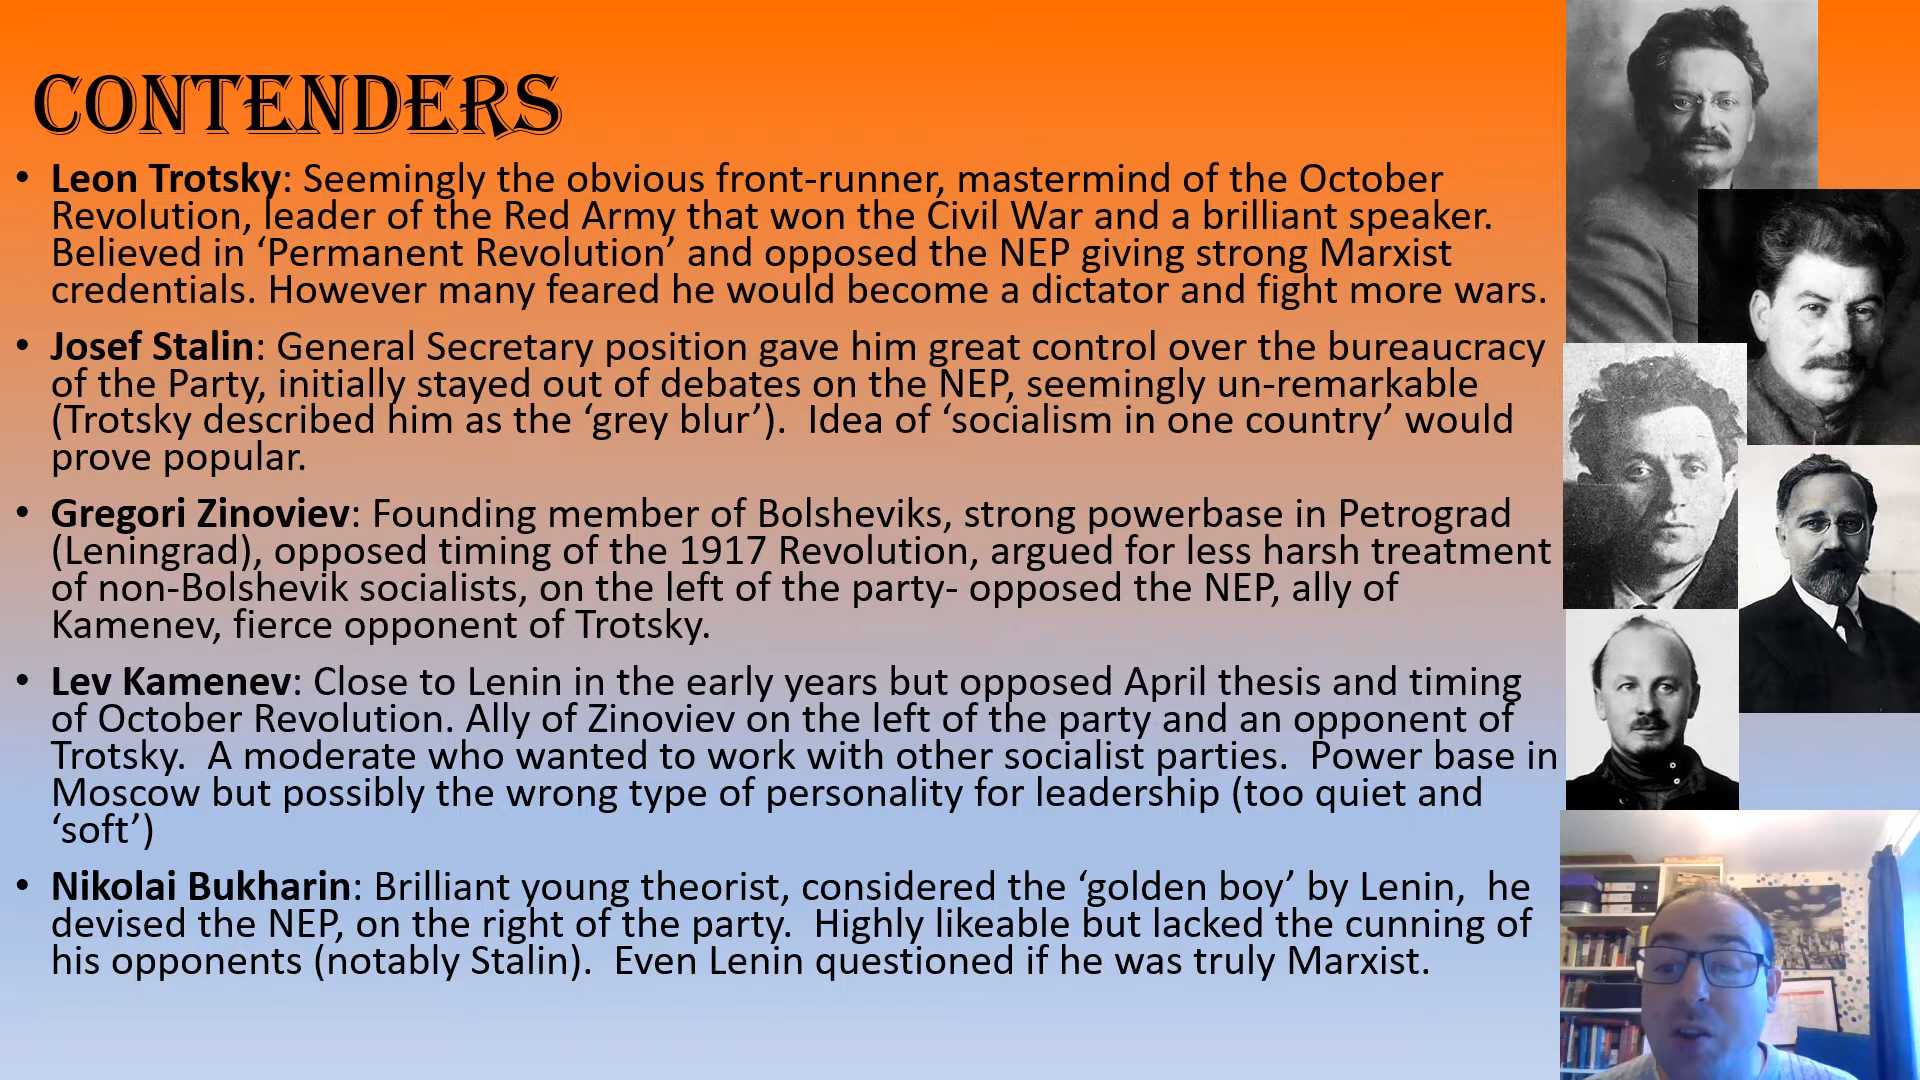 CONTENDERS
• Leon Trotsky: Seemingly the obvious front-runner, mastermind of the October
Revolution, leader of the Red Army that won the Civil War and a brilliant speaker.
Believed in ‘Permanent Revolution’ and opposed the NEP giving strong Marxist
credentials. However many feared he would become a dictator and fight more wars.
• Josef Stalin: General Secretary position gave him great control over the bureaucracy
of the Party, initially stayed out of debates on the NEP, seemingly un-remarkable
(Trotsky described him as the ‘grey blur’).  Idea of ‘socialism in one country’ would
prove popular.
• Gregori Zinoviev: Founding member of Bolsheviks, strong powerbase in Petrograd
(Leningrad), opposed timing of the 1917 Revolution, argued for less harsh treatment
of non-Bolshevik socialists, on the left of the party- opposed the NEP, ally of
Kamenev, fierce opponent of Trotsky.
• Lev Kamenev: Close to Lenin in the early years but opposed April thesis and timing
of October Revolution. Ally of Zinoviev on the left of the party and an opponent of
Trotsky.  A moderate who wanted to work with other socialist parties.  Power base in
Moscow but possibly the wrong type of personality for leadership (too quiet and
‘soft’)
• Nikolai Bukharin: Brilliant young theorist, considered the ‘golden boy’ by Lenin,  he
devised the NEP, on the right of the party.  Highly likeable but lacked the cunning of
his opponents (notably Stalin).  Even Lenin questioned if he was truly Marxist.